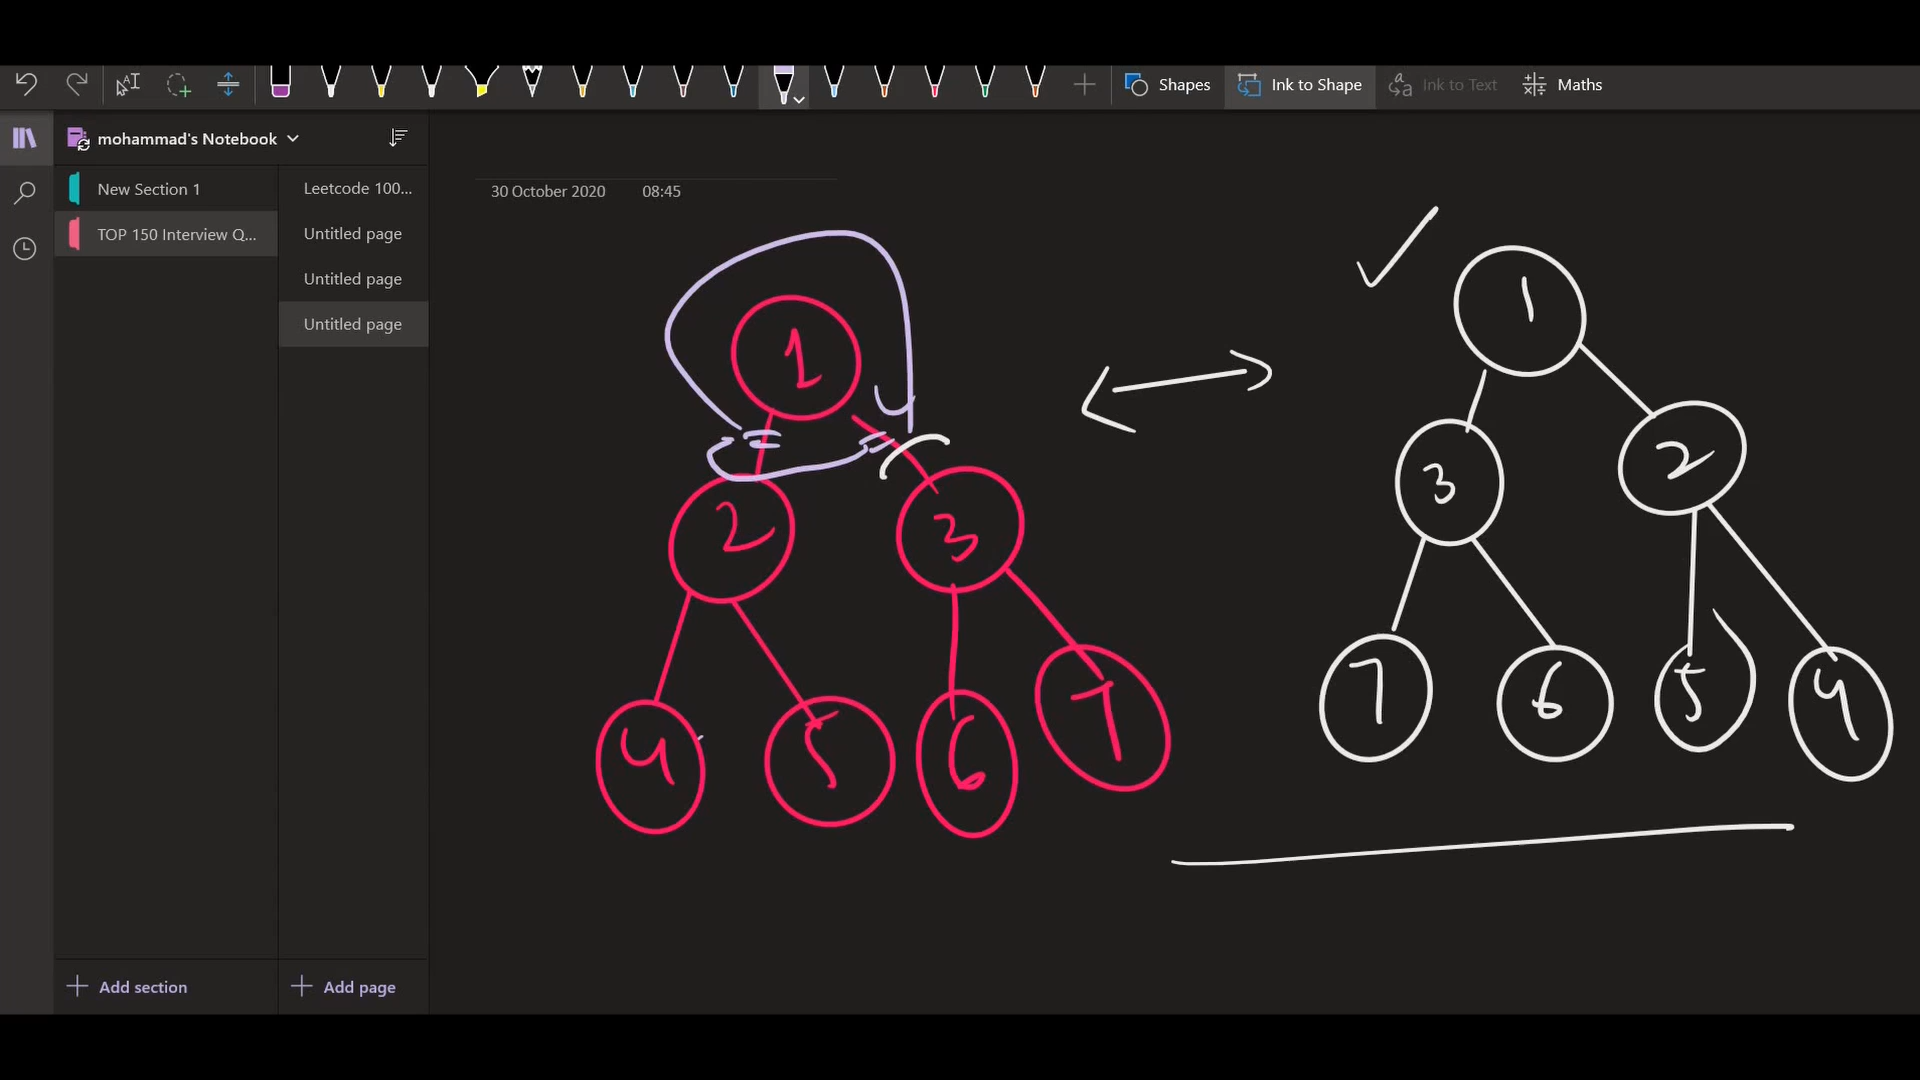 Shapes
Ink to Shape
Ink to Text
Maths
mohammad's Notebook
New Section 1
TOP 150 Interview Q...
Leetcode 100...
Untitled page
Untitled page
Untitled page
Add section
Add page
30 October 2020 08:45
1
2 3
4 5 6 7
1
3 2
7 6 5 4